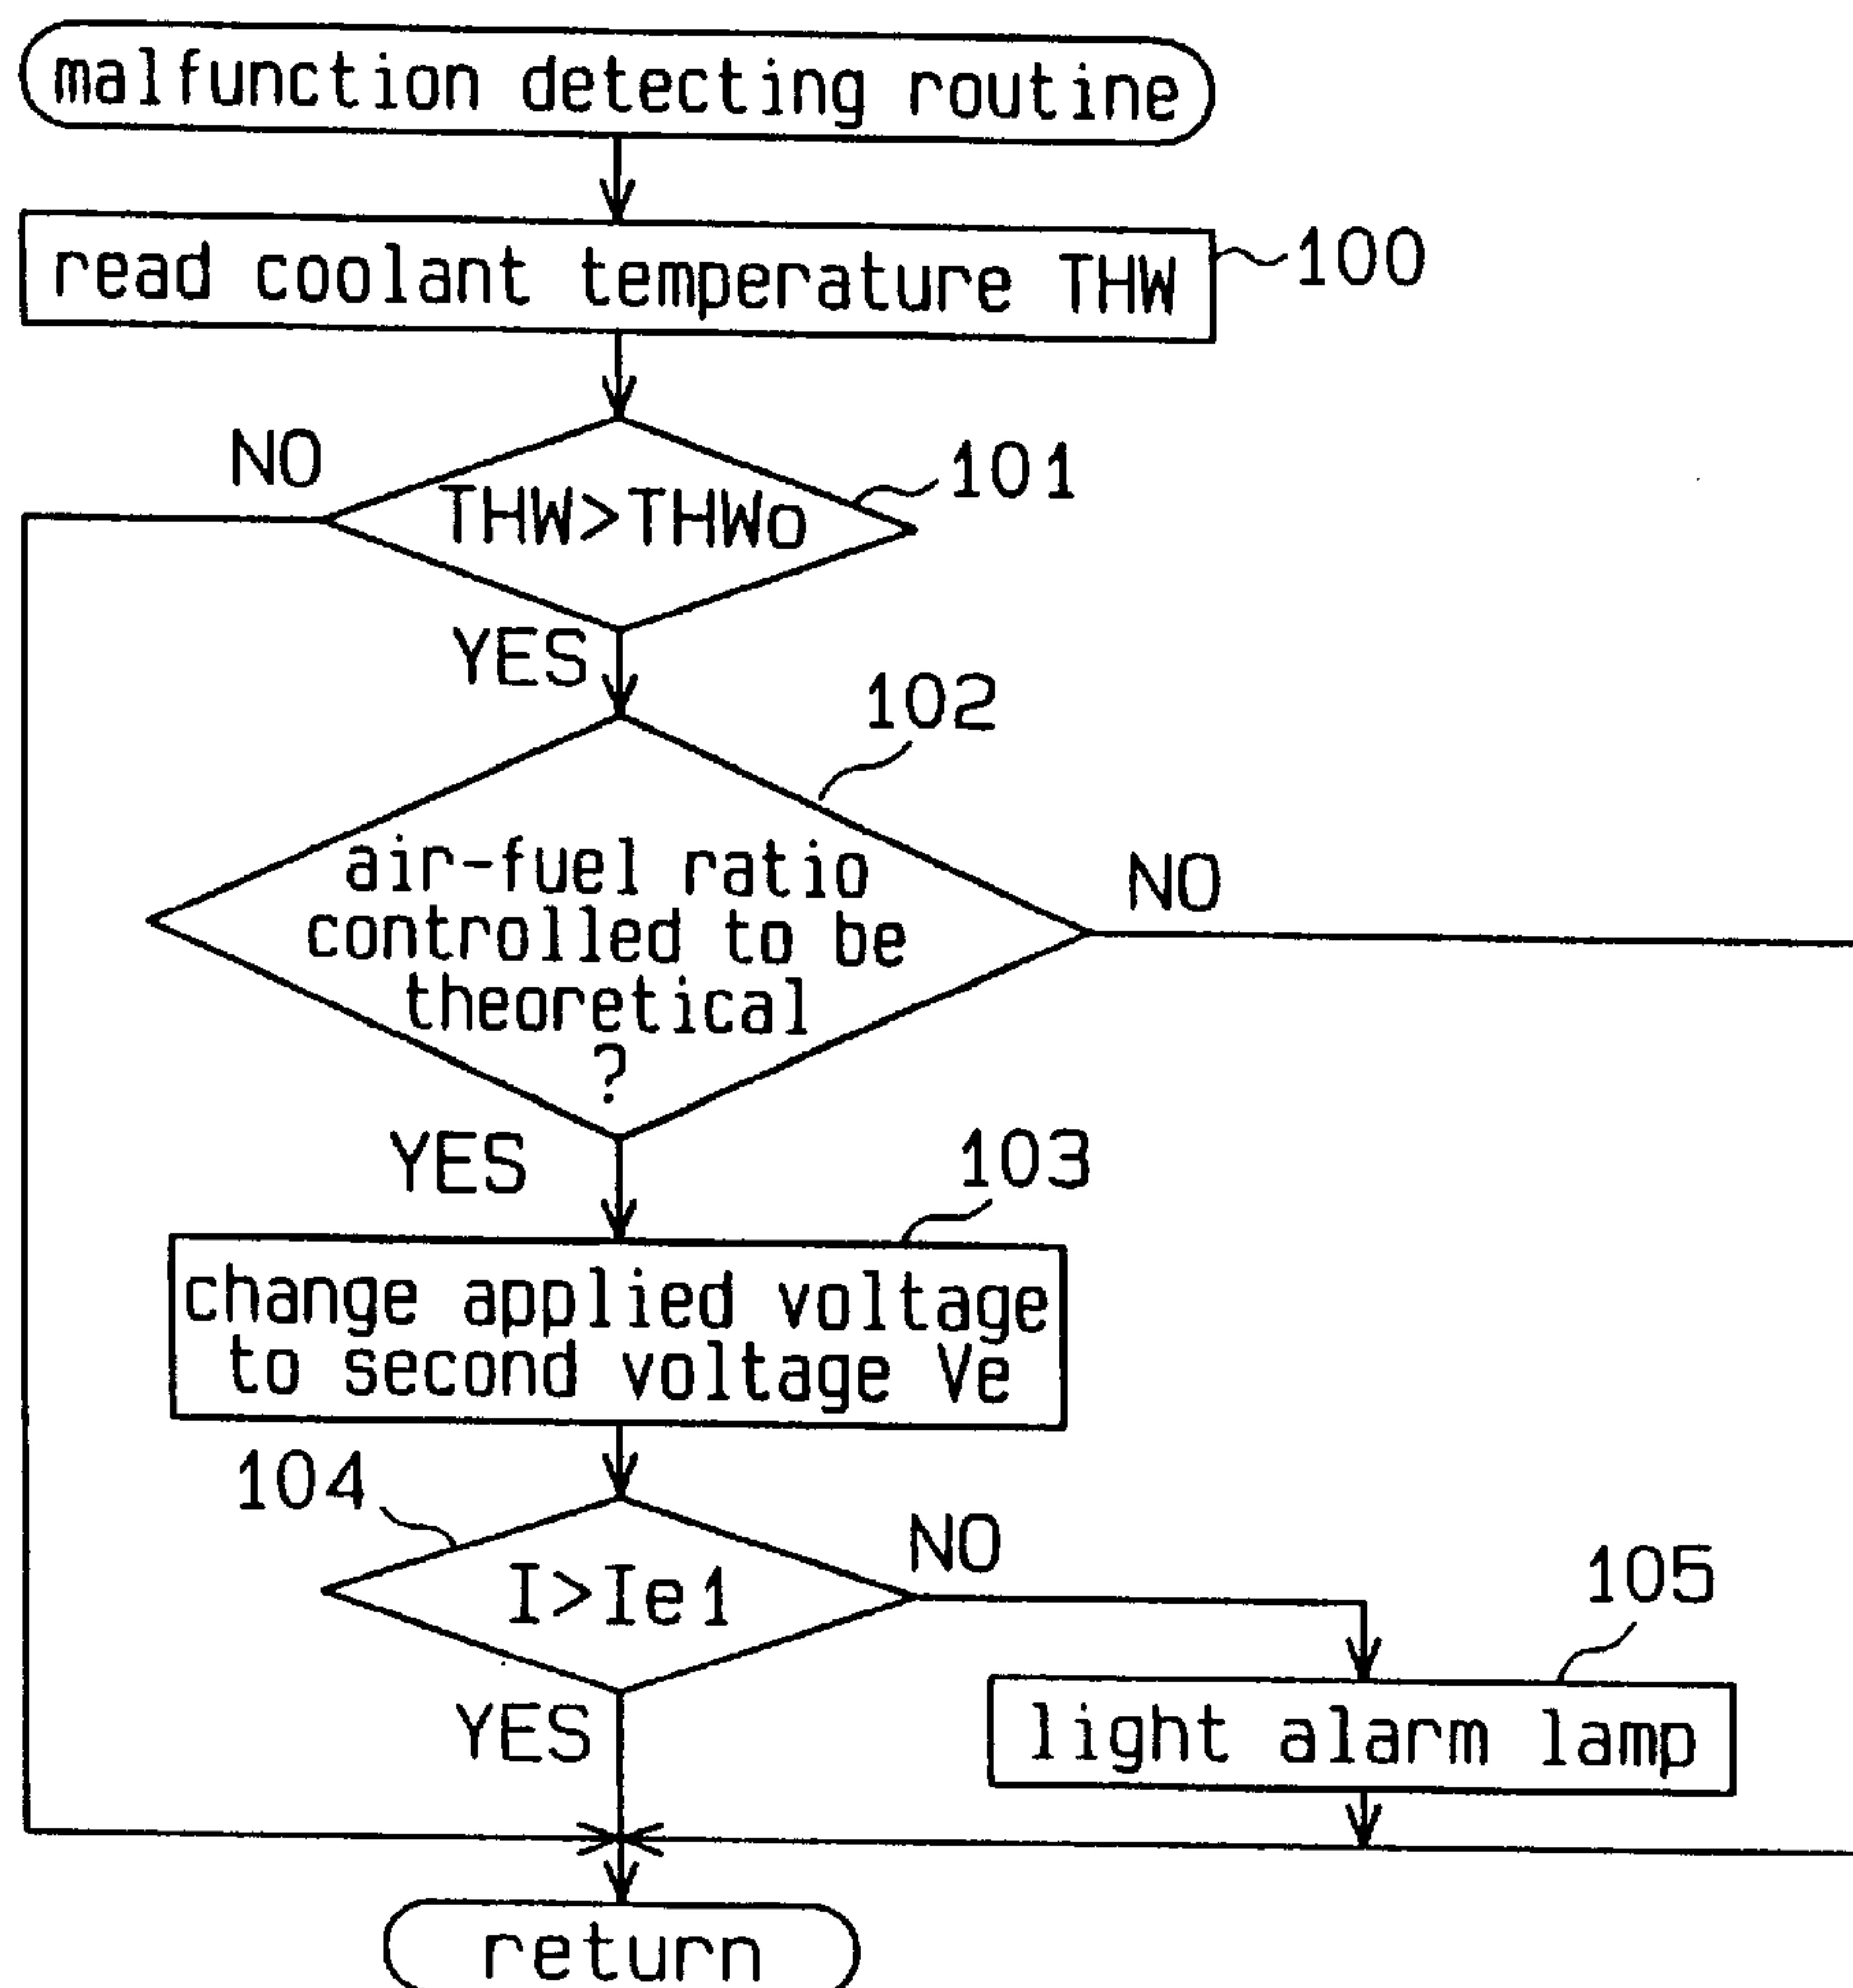 malfunction detecting routine
read coolant temperature THW
100
NO
THW>THWo
101
YES
102
air-fuel ratio
controlled to be
theoretical
?
NO
YES
103
change applied voltage
to second voltage Ve
104
I>Ie1
NO
105
YES
light alarm lamp
return